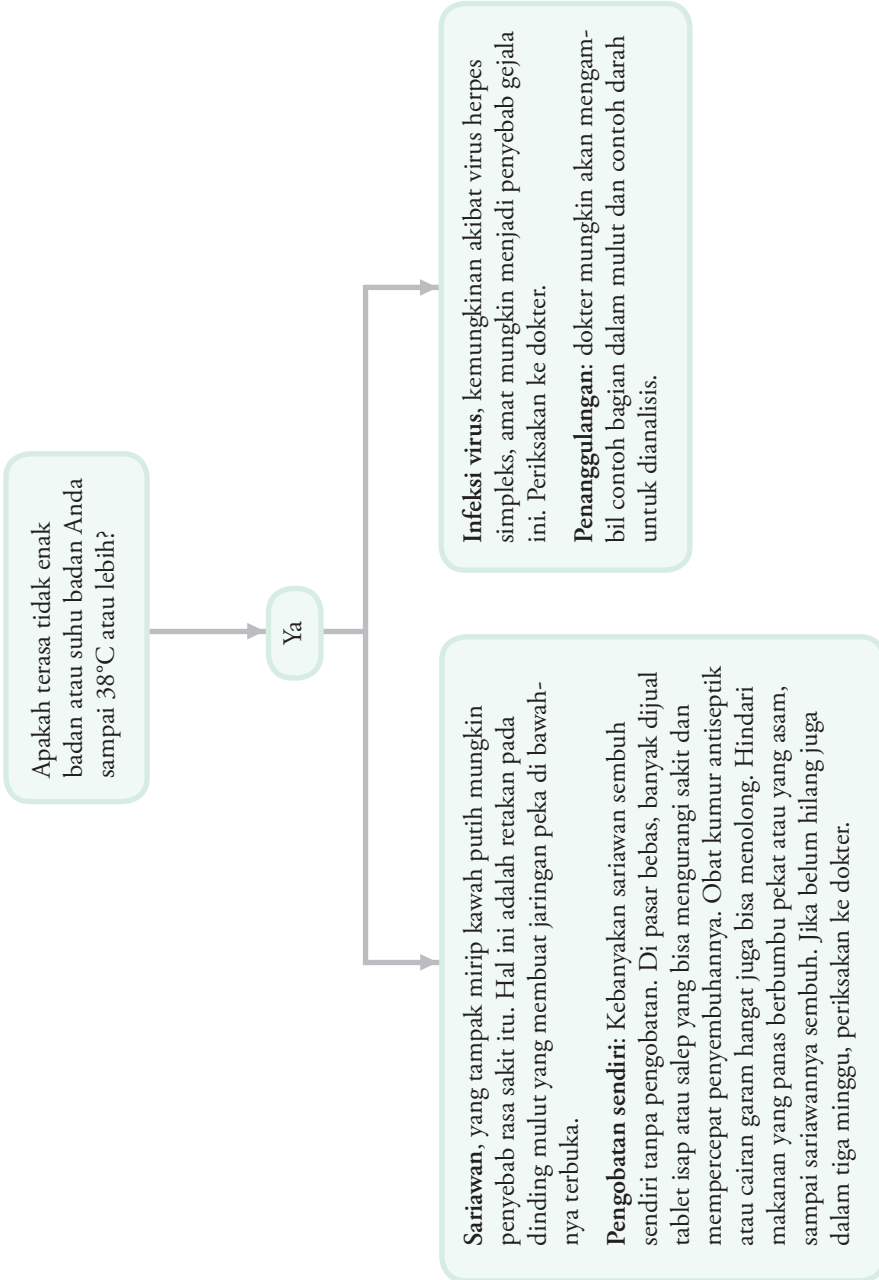 Apakah terasa tidak enak
badan atau suhu badan Anda
sampai 38°C atau lebih?
Ya
Sariawan, yang tampak mirip kawah putih mungkin
penyebab rasa sakit itu. Hal ini adalah retakan pada
dinding mulut yang membuat jaringan peka di bawah-
nya terbuka.
Pengobatan sendiri: Kebanyakan sariawan sembuh
sendiri tanpa pengobatan. Di pasar bebas, banyak dijual
tablet isap atau salep yang bisa mengurangi sakit dan
mempercepat penyembuhannya. Obat kumur antiseptik
atau cairan garam hangat juga bisa menolong. Hindari
makanan yang panas berbumbu pekat atau yang asam,
sampai sariawannya sembuh. Jika belum hilang juga
dalam tiga minggu, periksakan ke dokter.
Infeksi virus, kemungkinan akibat virus herpes
simpleks, amat mungkin menjadi penyebab gejala
ini. Periksakan ke dokter.
Penanggulangan: dokter mungkin akan mengam-
bil contoh bagian dalam mulut dan contoh darah
untuk dianalisis.